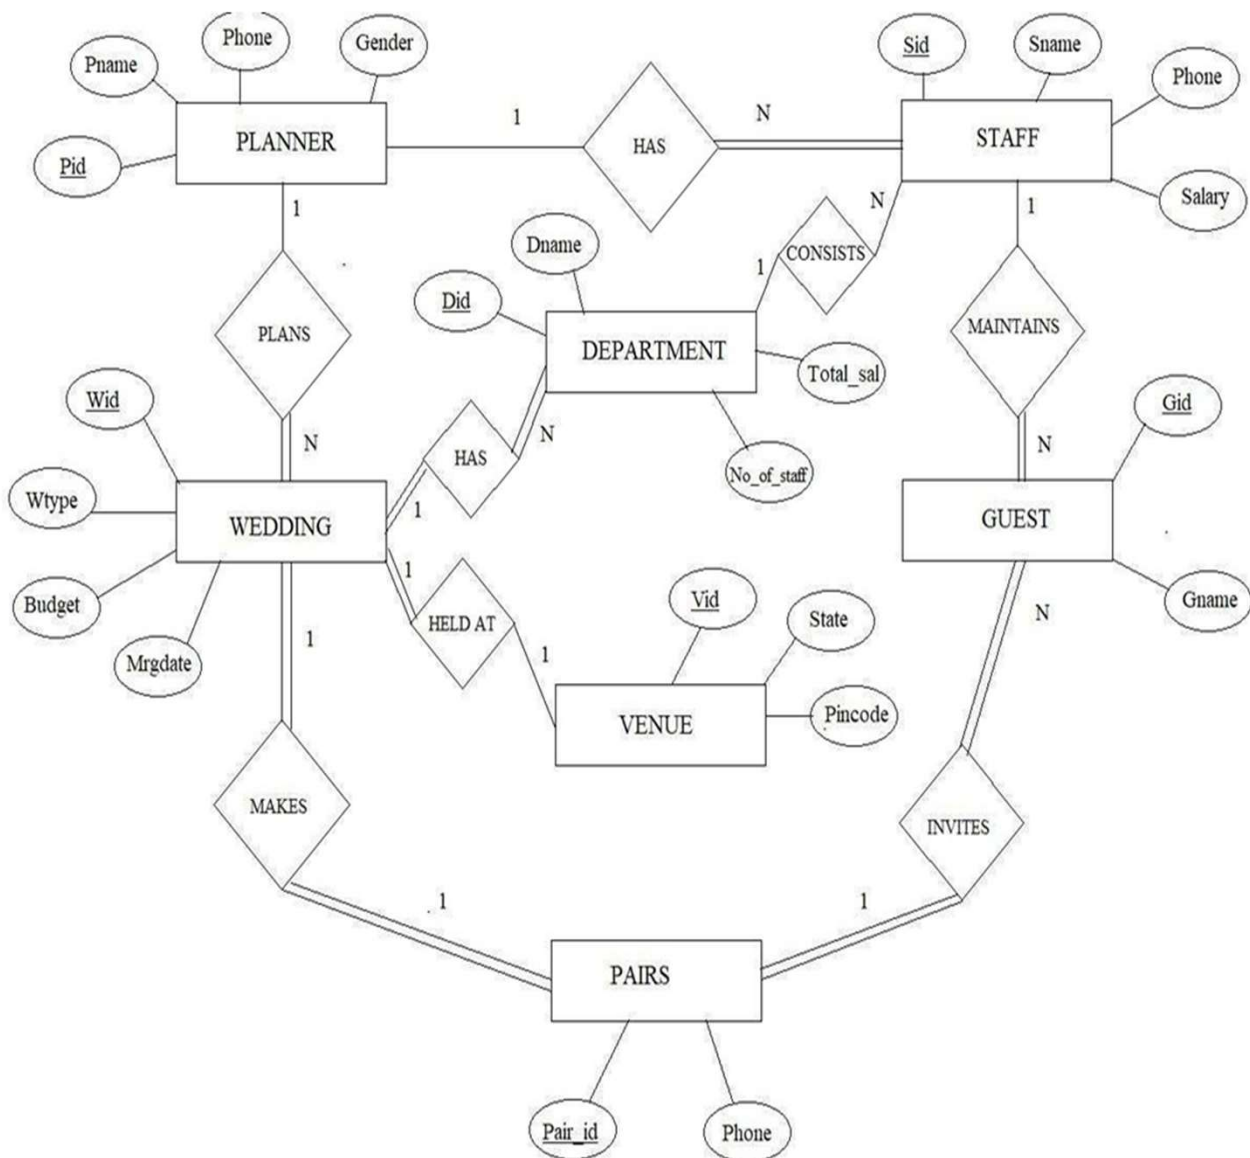 Phone
Gender
Pname
PLANNER
Pid
1
HAS
N
Sid
Sname
Phone
STAFF
Salary
1
PLANS
N
Dname
Did
DEPARTMENT
Total_sal
No_of_staff
1
CONSISTS
N
1
MAINTAINS
N
Wid
Wtype
WEDDING
Budget
Mrgdate
HAS
N
1
1
HELD AT
1
Vid
State
VENUE
Pincode
Gid
GUEST
Gname
N
1
MAKES
1
INVITES
1
PAIRS
Pair_id
Phone